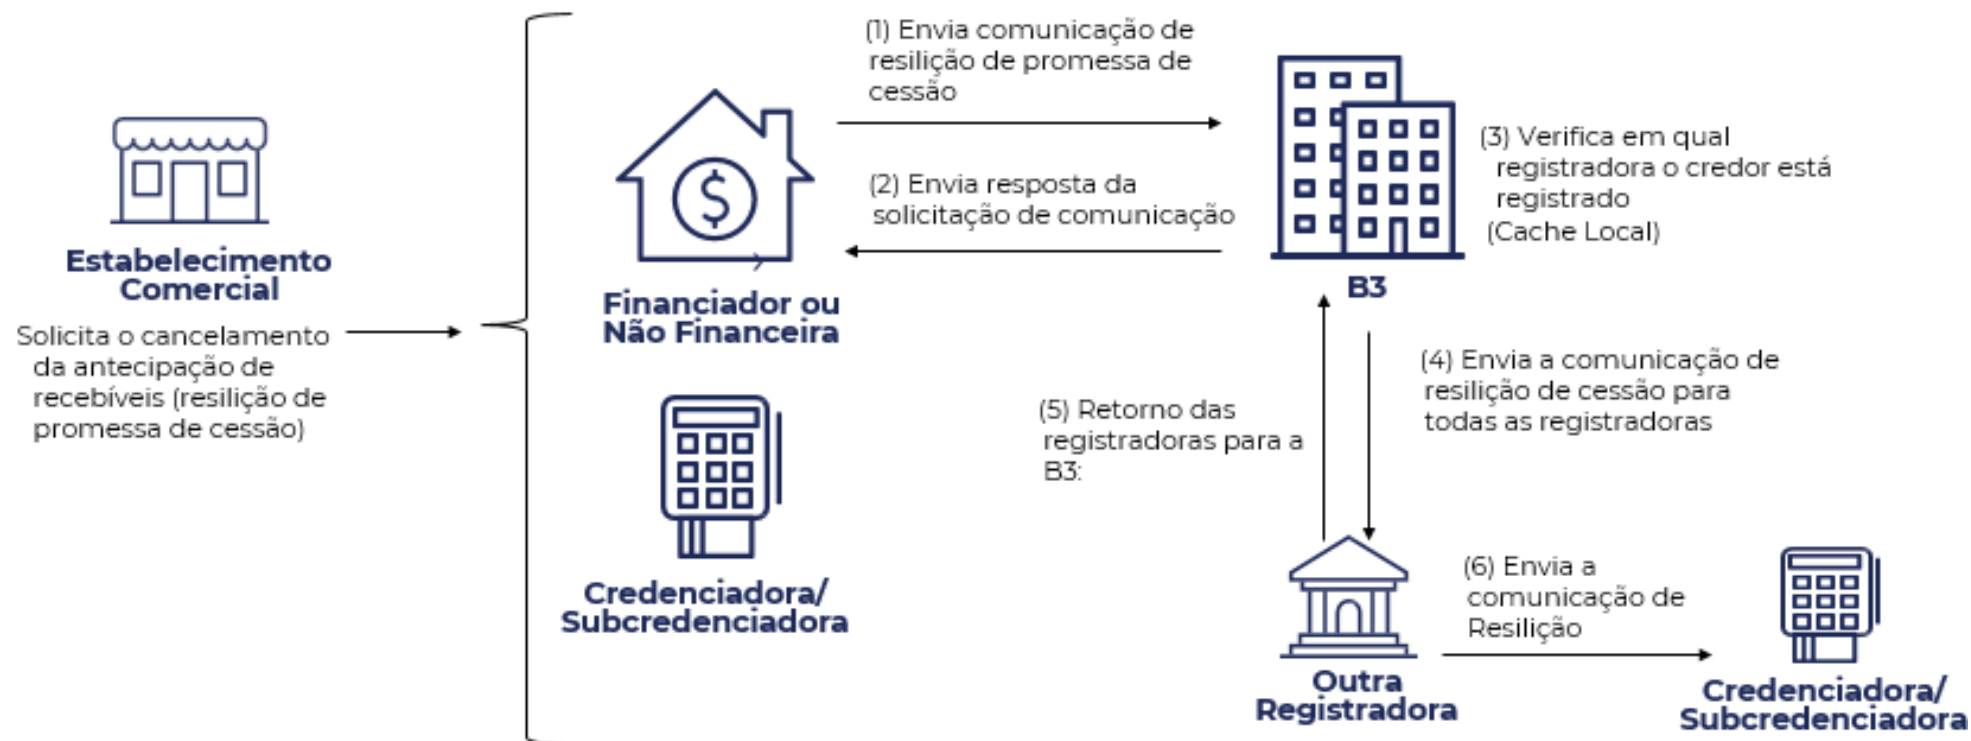 Estabelecimento
Comercial
Solicita o cancelamento
da antecipação de
recebíveis (resilição de
promessa de cessão)
$
Financiador ou
Não Financeira
Credenciadora/
Subcredenciadora
(1) Envia comunicação de
resilição de promessa de
cessão
(2) Envia resposta da
solicitação de comunicação
B3
(3) Verifica em qual
registradora o credor está
registrado
(Cache Local)
(4) Envia a comunicação de
resilição de cessão para
todas as registradoras
(5) Retorno das
registradoras para a
B3:
Outra
Registradora
(6) Envia a
comunicação de
Resilição
Credenciadora/
Subcredenciadora